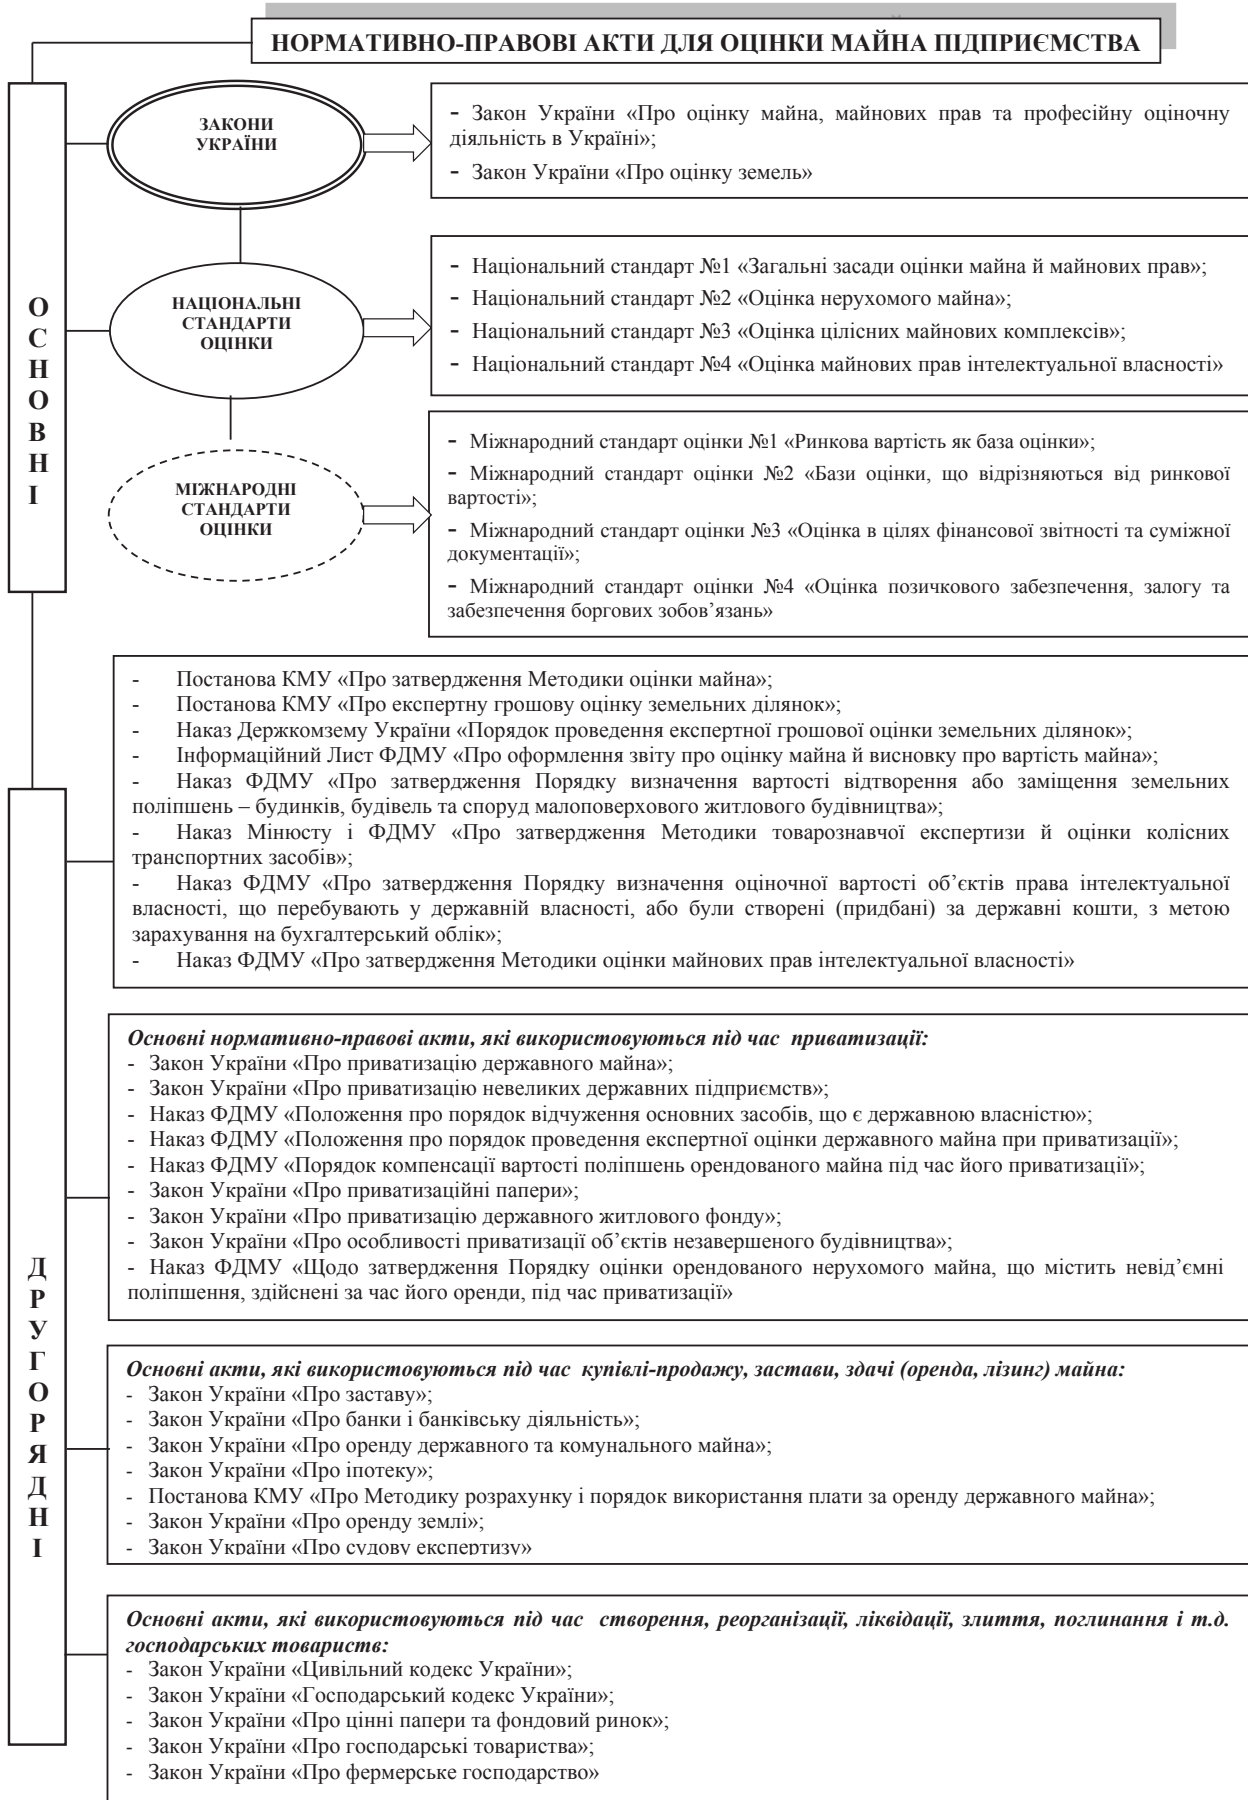 НОРМАТИВНО-ПРАВОВІ АКТИ ДЛЯ ОЦІНКИ МАЙНА ПІДПРИЄМСТВА
ОСНОВНІ
ЗАКОНИ
УКРАЇНИ
- Закон України «Про оцінку майна, майнових прав та професійну оціночну
діяльність в Україні»;
- Закон України «Про оцінку земель»
НАЦІОНАЛЬНІ
СТАНДАРТИ
ОЦІНКИ
- Національний стандарт №1 «Загальні засади оцінки майна й майнових прав»;
- Національний стандарт №2 «Оцінка нерухомого майна»;
- Національний стандарт №3 «Оцінка цілісних майнових комплексів»;
- Національний стандарт №4 «Оцінка майнових прав інтелектуальної власності»
МІЖНАРОДНІ
СТАНДАРТИ
ОЦІНКИ
- Міжнародний стандарт оцінки №1 «Ринкова вартість як база оцінки»;
- Міжнародний стандарт оцінки №2 «Бази оцінки, що відрізняються від ринкової
вартості»;
- Міжнародний стандарт оцінки №3 «Оцінка в цілях фінансової звітності та суміжної
документації»;
- Міжнародний стандарт оцінки №4 «Оцінка позичкового забезпечення, залогу та
забезпечення боргових зобов’язань»
ДРУГОРЯДНІ
- Постанова КМУ «Про затвердження Методики оцінки майна»;
- Постанова КМУ «Про експертну грошову оцінку земельних ділянок»;
- Наказ Держкомзему України «Порядок проведення експертної грошової оцінки земельних ділянок»;
- Інформаційний Лист ФДМУ «Про оформлення звіту про оцінку майна й висновку про вартість майна»;
- Наказ ФДМУ «Про затвердження Порядку визначення вартості відтворення або заміщення земельних
поліпшень – будинків, будівель та споруд малоповерхового житлового будівництва»;
- Наказ Мінюсту і ФДМУ «Про затвердження Методики товарознавчої експертизи й оцінки колісних
транспортних засобів»;
- Наказ ФДМУ «Про затвердження Порядку визначення оціночної вартості об’єктів права інтелектуальної
власності, що перебувають у державній власності, або були створені (придбані) за державні кошти, з метою
зарахування на бухгалтерський облік»;
- Наказ ФДМУ «Про затвердження Методики оцінки майнових прав інтелектуальної власності»
Основні нормативно-правові акти, які використовуються під час приватизації:
- Закон України «Про приватизацію державного майна»;
- Закон України «Про приватизацію невеликих державних підприємств»;
- Наказ ФДМУ «Положення про порядок відчуження основних засобів, що є державною власністю»;
- Наказ ФДМУ «Положення про порядок проведення експертної оцінки державного майна при приватизації»;
- Наказ ФДМУ «Порядок компенсації вартості поліпшень орендованого майна під час його приватизації»;
- Закон України «Про приватизаційні папери»;
- Закон України «Про приватизацію державного житлового фонду»;
- Закон України «Про особливості приватизації об’єктів незавершеного будівництва»;
- Наказ ФДМУ «Щодо затвердження Порядку оцінки орендованого нерухомого майна, що містить невід’ємні
поліпшення, здійснені за час його оренди, під час приватизації»
Основні акти, які використовуються під час купівлі-продажу, застави, здачі (оренда, лізинг) майна:
- Закон України «Про заставу»;
- Закон України «Про банки і банківську діяльність»;
- Закон України «Про оренду державного та комунального майна»;
- Закон України «Про іпотеку»;
- Постанова КМУ «Про Методику розрахунку і порядок використання плати за оренду державного майна»;
- Закон України «Про оренду землі»;
- Закон України «Про судову експертизу»
Основні акти, які використовуються під час створення, реорганізації, ліквідації, злиття, поглинання і т.д.
господарських товариств:
- Закон України «Цивільний кодекс України»;
- Закон України «Господарський кодекс України»;
- Закон України «Про цінні папери та фондовий ринок»;
- Закон України «Про господарські товариства»;
- Закон України «Про фермерське господарство»